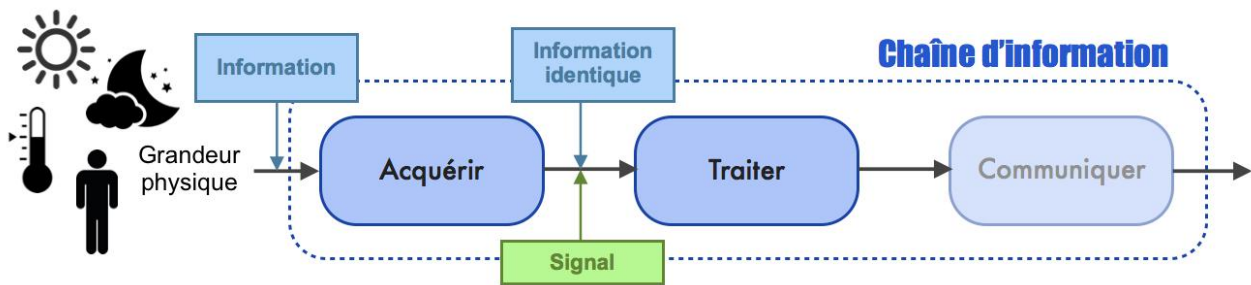 Chaîne d'information
Information
Information
identique
Grandeur
physique
Acquérir
Traiter
Communiquer
Signal